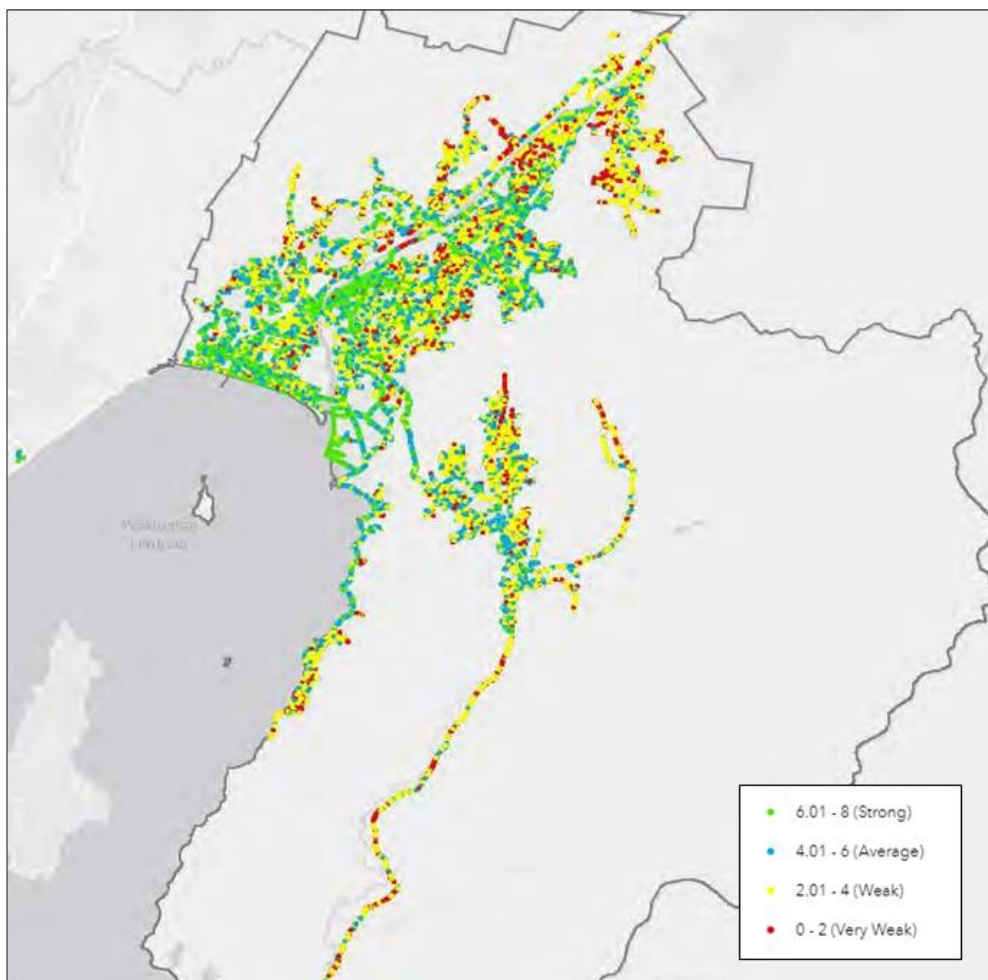 6.01 - 8 (Strong)
4.01 - 6 (Average)
2.01 - 4 (Weak)
0 - 2 (Very Weak)